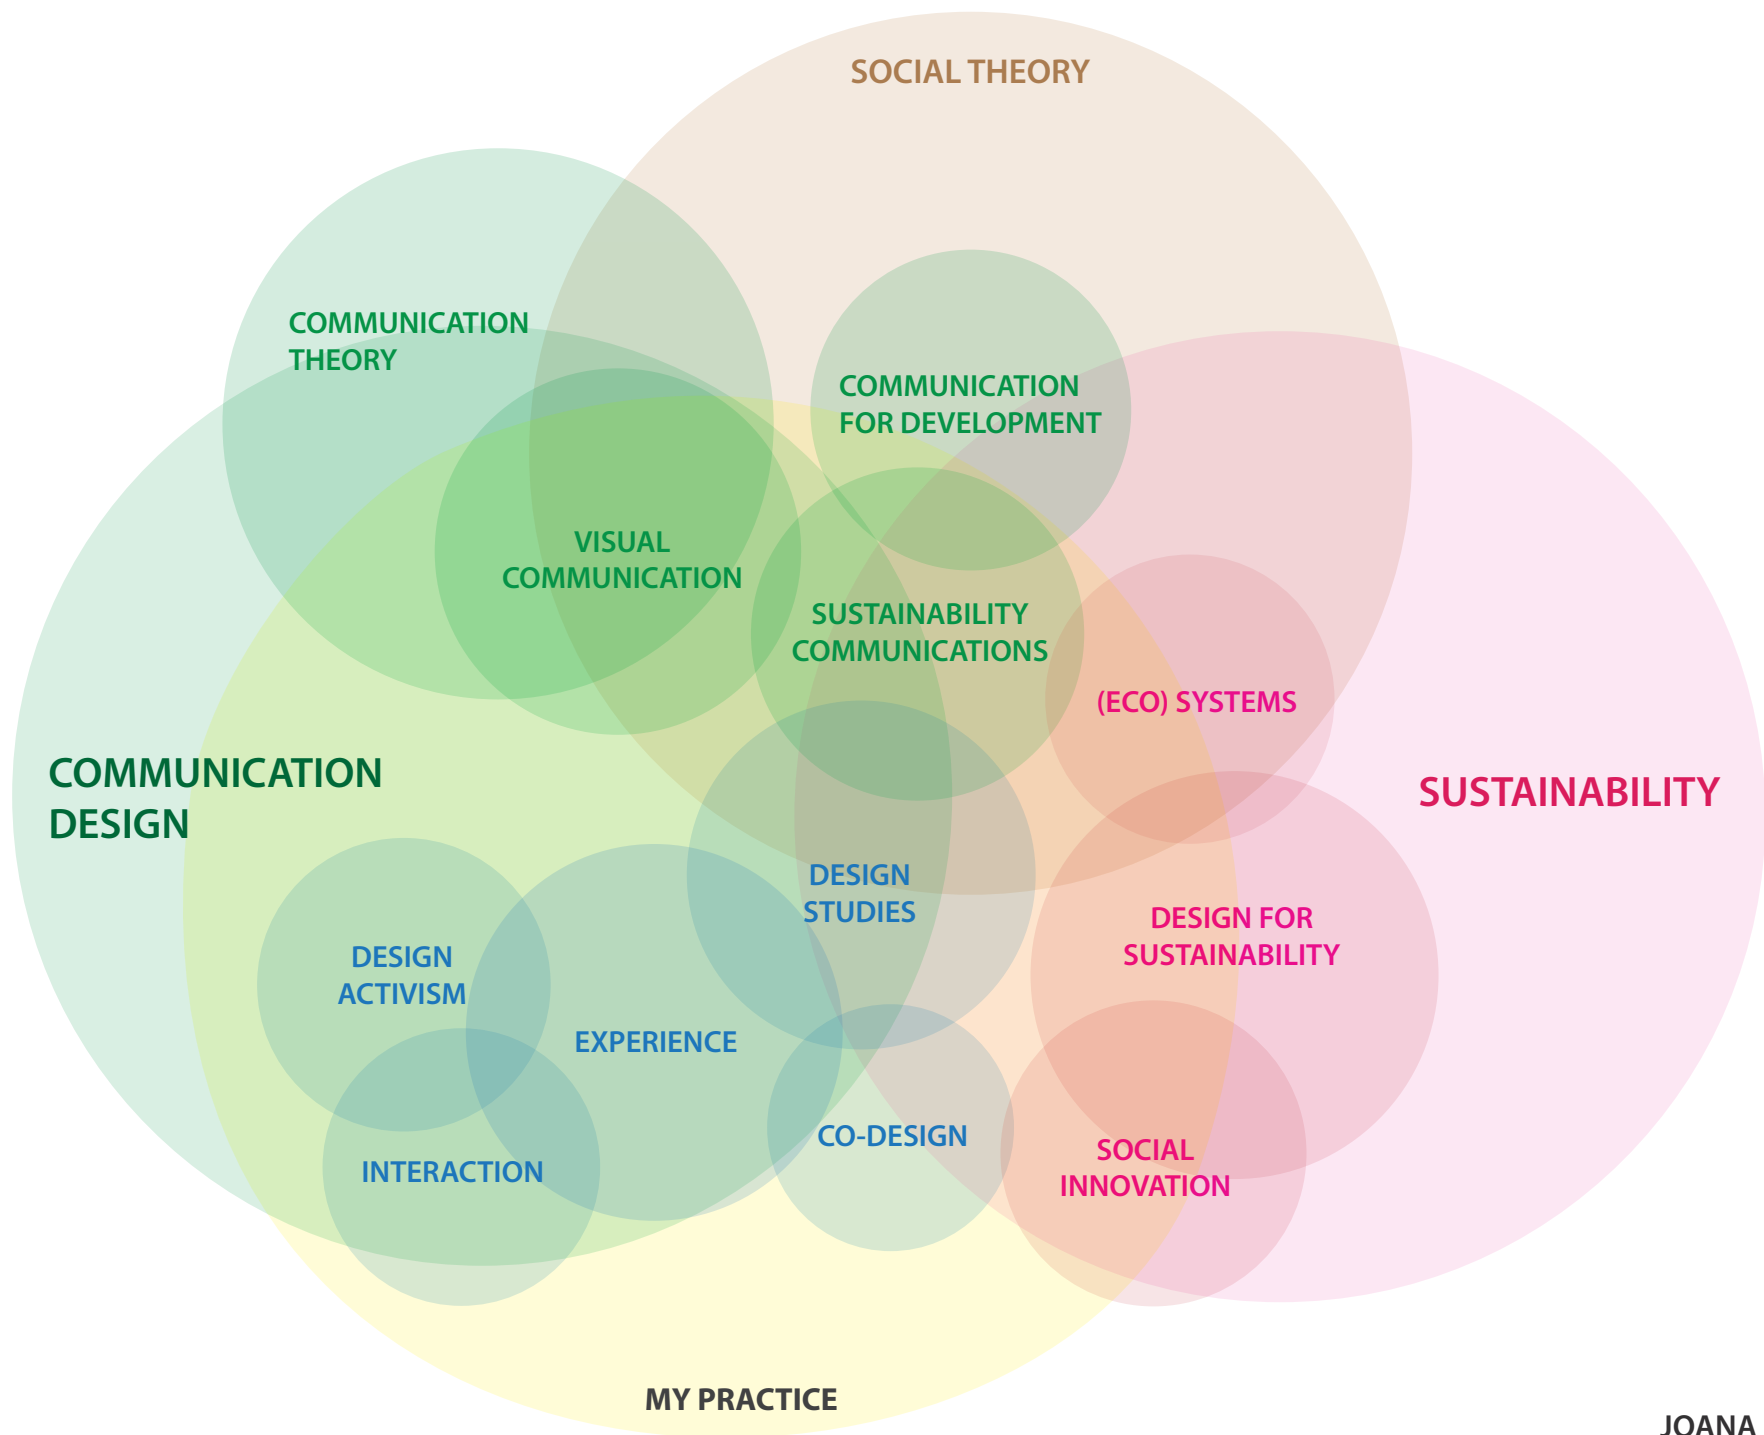 SOCIAL THEORY
COMMUNICATION
THEORY
COMMUNICATION
FOR DEVELOPMENT
VISUAL
COMMUNICATION
SUSTAINABILITY
COMMUNICATIONS
(ECO) SYSTEMS
COMMUNICATION
DESIGN
SUSTAINABILITY
DESIGN
STUDIES
DESIGN FOR
SUSTAINABILITY
DESIGN
ACTIVISM
EXPERIENCE
CO-DESIGN
SOCIAL
INNOVATION
INTERACTION
MY PRACTICE
JOANA